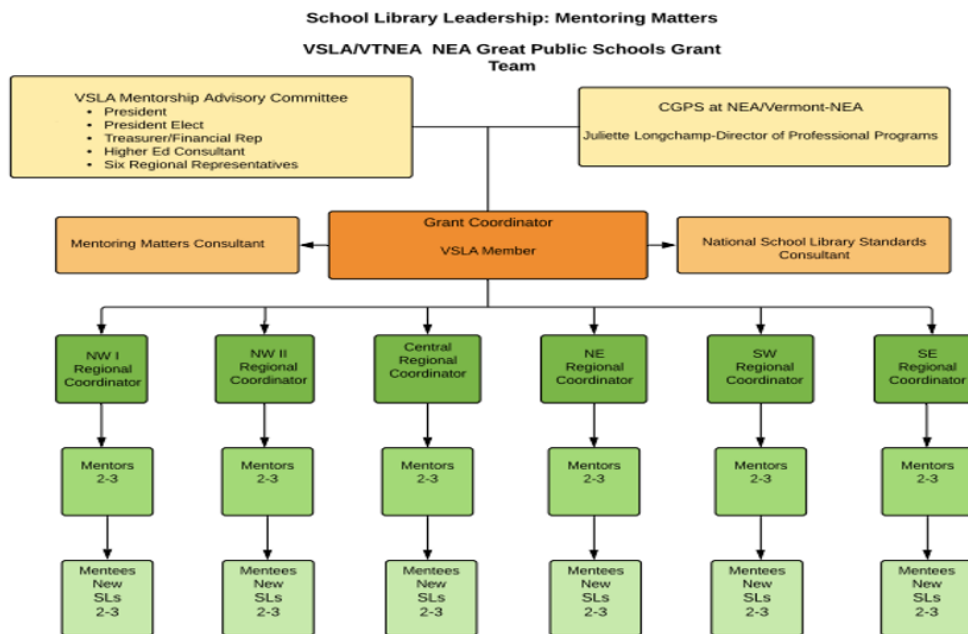 School Library Leadership: Mentoring Matters
VSLA/VTNEA NEA Great Public Schools Grant
Team
VSLA Mentorship Advisory Committee
• President
• President Elect
• Treasurer/Financial Rep
• Higher Ed Consultant
• Six Regional Representatives
CGPS at NEA/Vermont-NEA
Juliette Longchamp-Director of Professional Programs
Mentoring Matters Consultant
Grant Coordinator
VSLA Member
National School Library Standards
Consultant
NW I
Regional
Coordinator
NW II
Regional
Coordinator
Central
Regional
Coordinator
NE
Regional
Coordinator
SW
Regional
Coordinator
SE
Regional
Coordinator
Mentors
2-3
Mentors
2-3
Mentors
2-3
Mentors
2-3
Mentors
2-3
Mentors
2-3
Mentees
New
SLs
2-3
Mentees
New
SLs
2-3
Mentees
New
SLs
2-3
Mentees
New
SLs
2-3
Mentees
New
SLs
2-3
Mentees
New
SLs
2-3